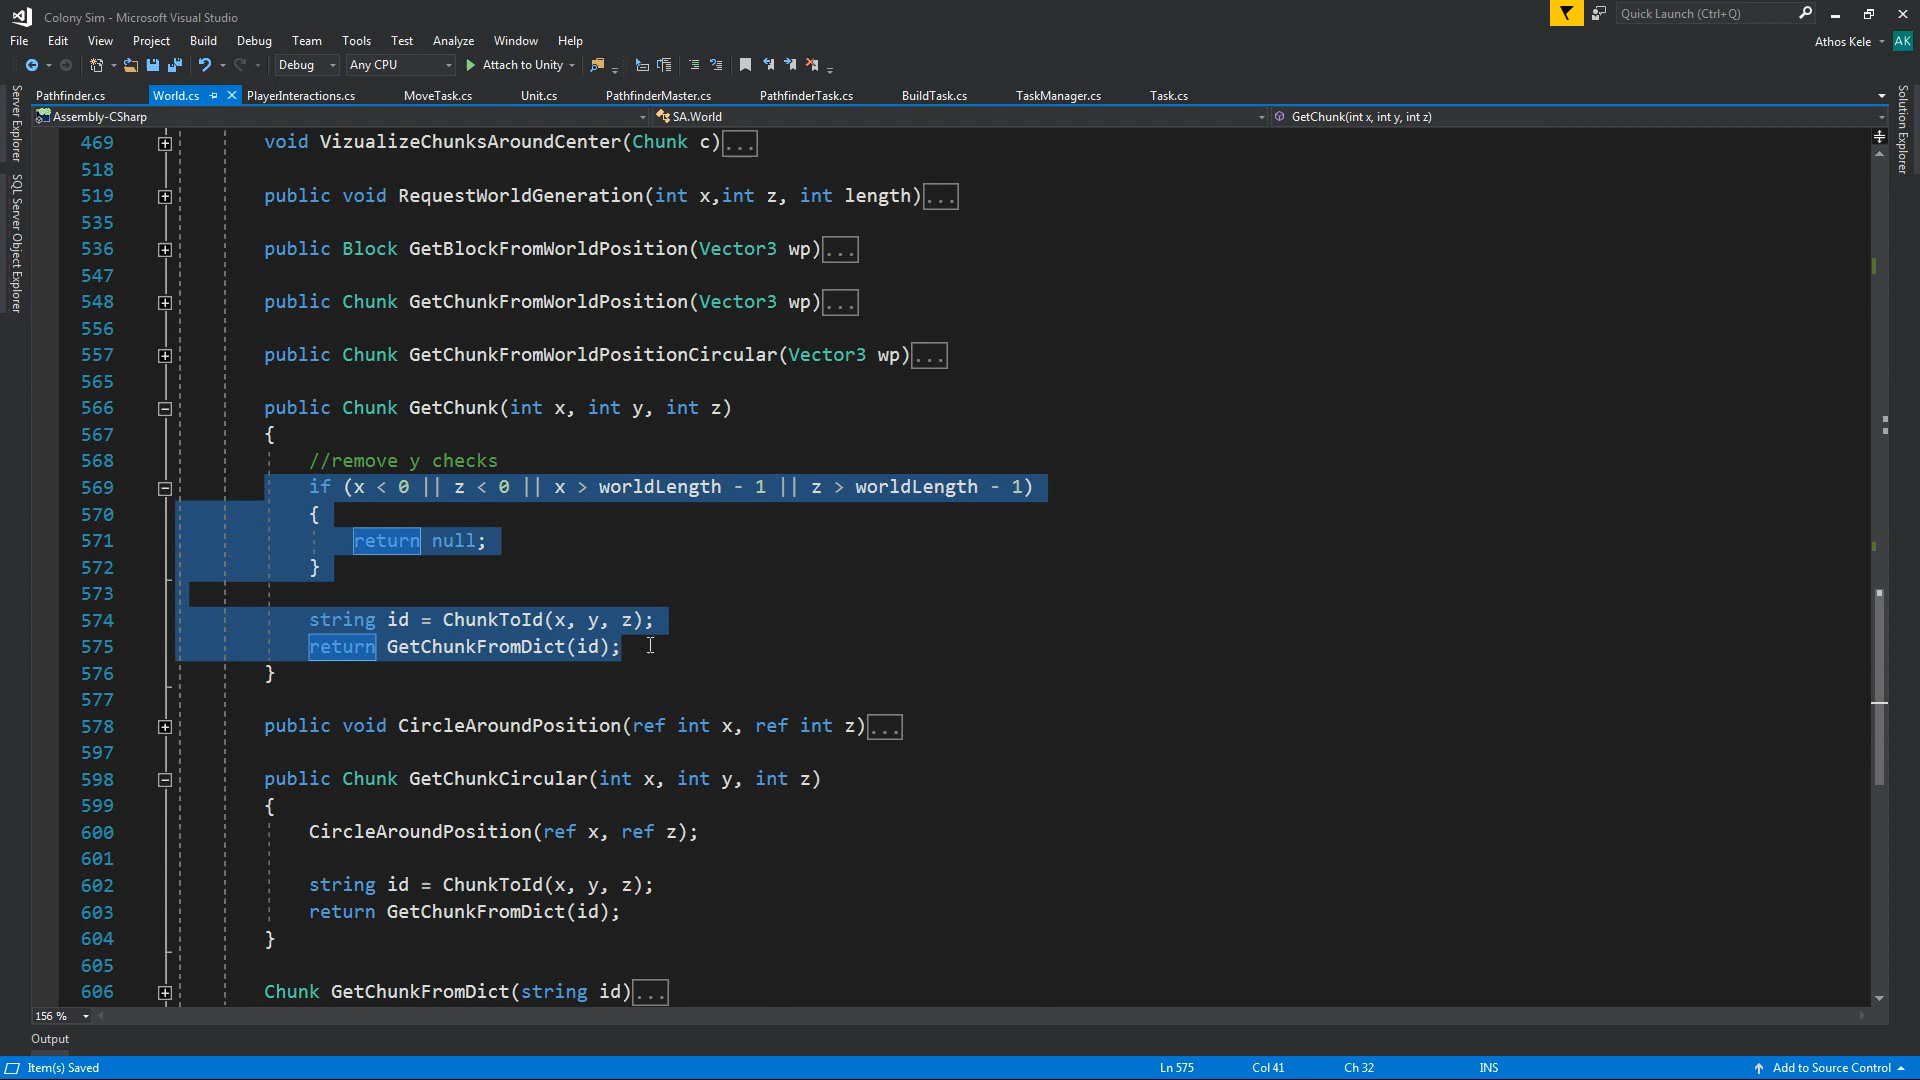 Colony Sim - Microsoft Visual Studio
Quick Launch (Ctrl+Q)
File Edit View Project Build Debug Team Tools Test Analyze Window Help
Athos Kele AK
Debug Any CPU Attach to Unity
Pathfinder.cs World.cs PlayerInteractions.cs MoveTask.cs Unit.cs PathfinderMaster.cs PathfinderTask.cs BuildTask.cs TaskManager.cs Task.cs
Assembly-CSharp SA.World GetChunk(int x, int y, int z)
Server Explorer
SQL Server Object Explorer
Solution Explorer
469 void VizualizeChunksAroundCenter(Chunk c)...
518
519 public void RequestWorldGeneration(int x,int z, int length)...
535
536 public Block GetBlockFromWorldPosition(Vector3 wp)...
547
548 public Chunk GetChunkFromWorldPosition(Vector3 wp)...
556
557 public Chunk GetChunkFromWorldPositionCircular(Vector3 wp)...
565
566 public Chunk GetChunk(int x, int y, int z)
567 {
568 //remove y checks
569 if (x < 0 || z < 0 || x > worldLength - 1 || z > worldLength - 1)
570 {
571 return null;
572 }
573
574 string id = ChunkToId(x, y, z);
575 return GetChunkFromDict(id);
576 }
577
578 public void CircleAroundPosition(ref int x, ref int z)...
597
598 public Chunk GetChunkCircular(int x, int y, int z)
599 {
600 CircleAroundPosition(ref x, ref z);
601
602 string id = ChunkToId(x, y, z);
603 return GetChunkFromDict(id);
604 }
605
606 Chunk GetChunkFromDict(string id)...
156 %
Output
Item(s) Saved Ln 575 Col 41 Ch 32 INS Add to Source Control